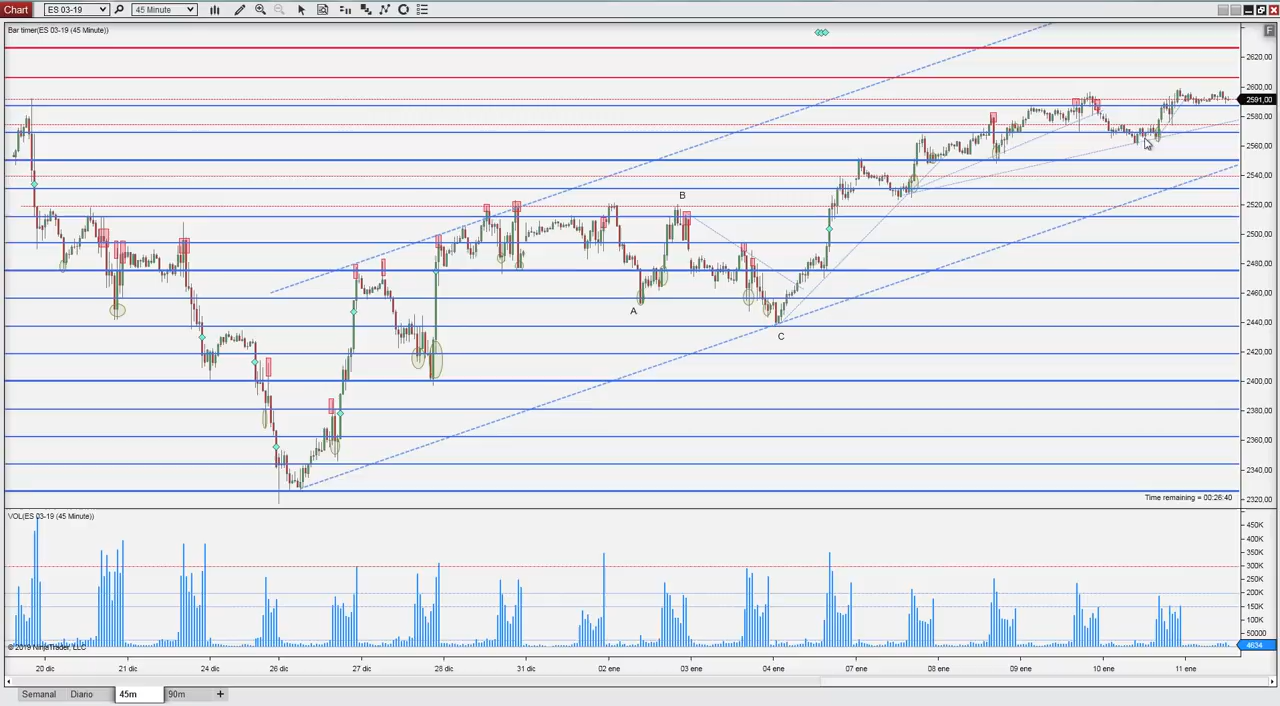 Chart ES 03-19 45 Minute
F
Bar timer(ES 03-19 (45 Minute))
2620,00
2600,00
2591,00
2580,00
2560,00
2540,00
2520,00
2500,00
2480,00
2460,00
2440,00
2420,00
2400,00
2380,00
2360,00
2340,00
2320,00
B
A
C
Time remaining = 00:26:40
VOL(ES 03-19 (45 Minute))
450K
400K
350K
300K
250K
200K
150K
100K
50000
4634
© 2019 NinjaTrader, LLC
20 dic 21 dic 24 dic 26 dic 27 dic 28 dic 31 dic 02 ene 03 ene 04 ene 07 ene 08 ene 09 ene 10 ene 11 ene
Semanal Diario 45m 90m +